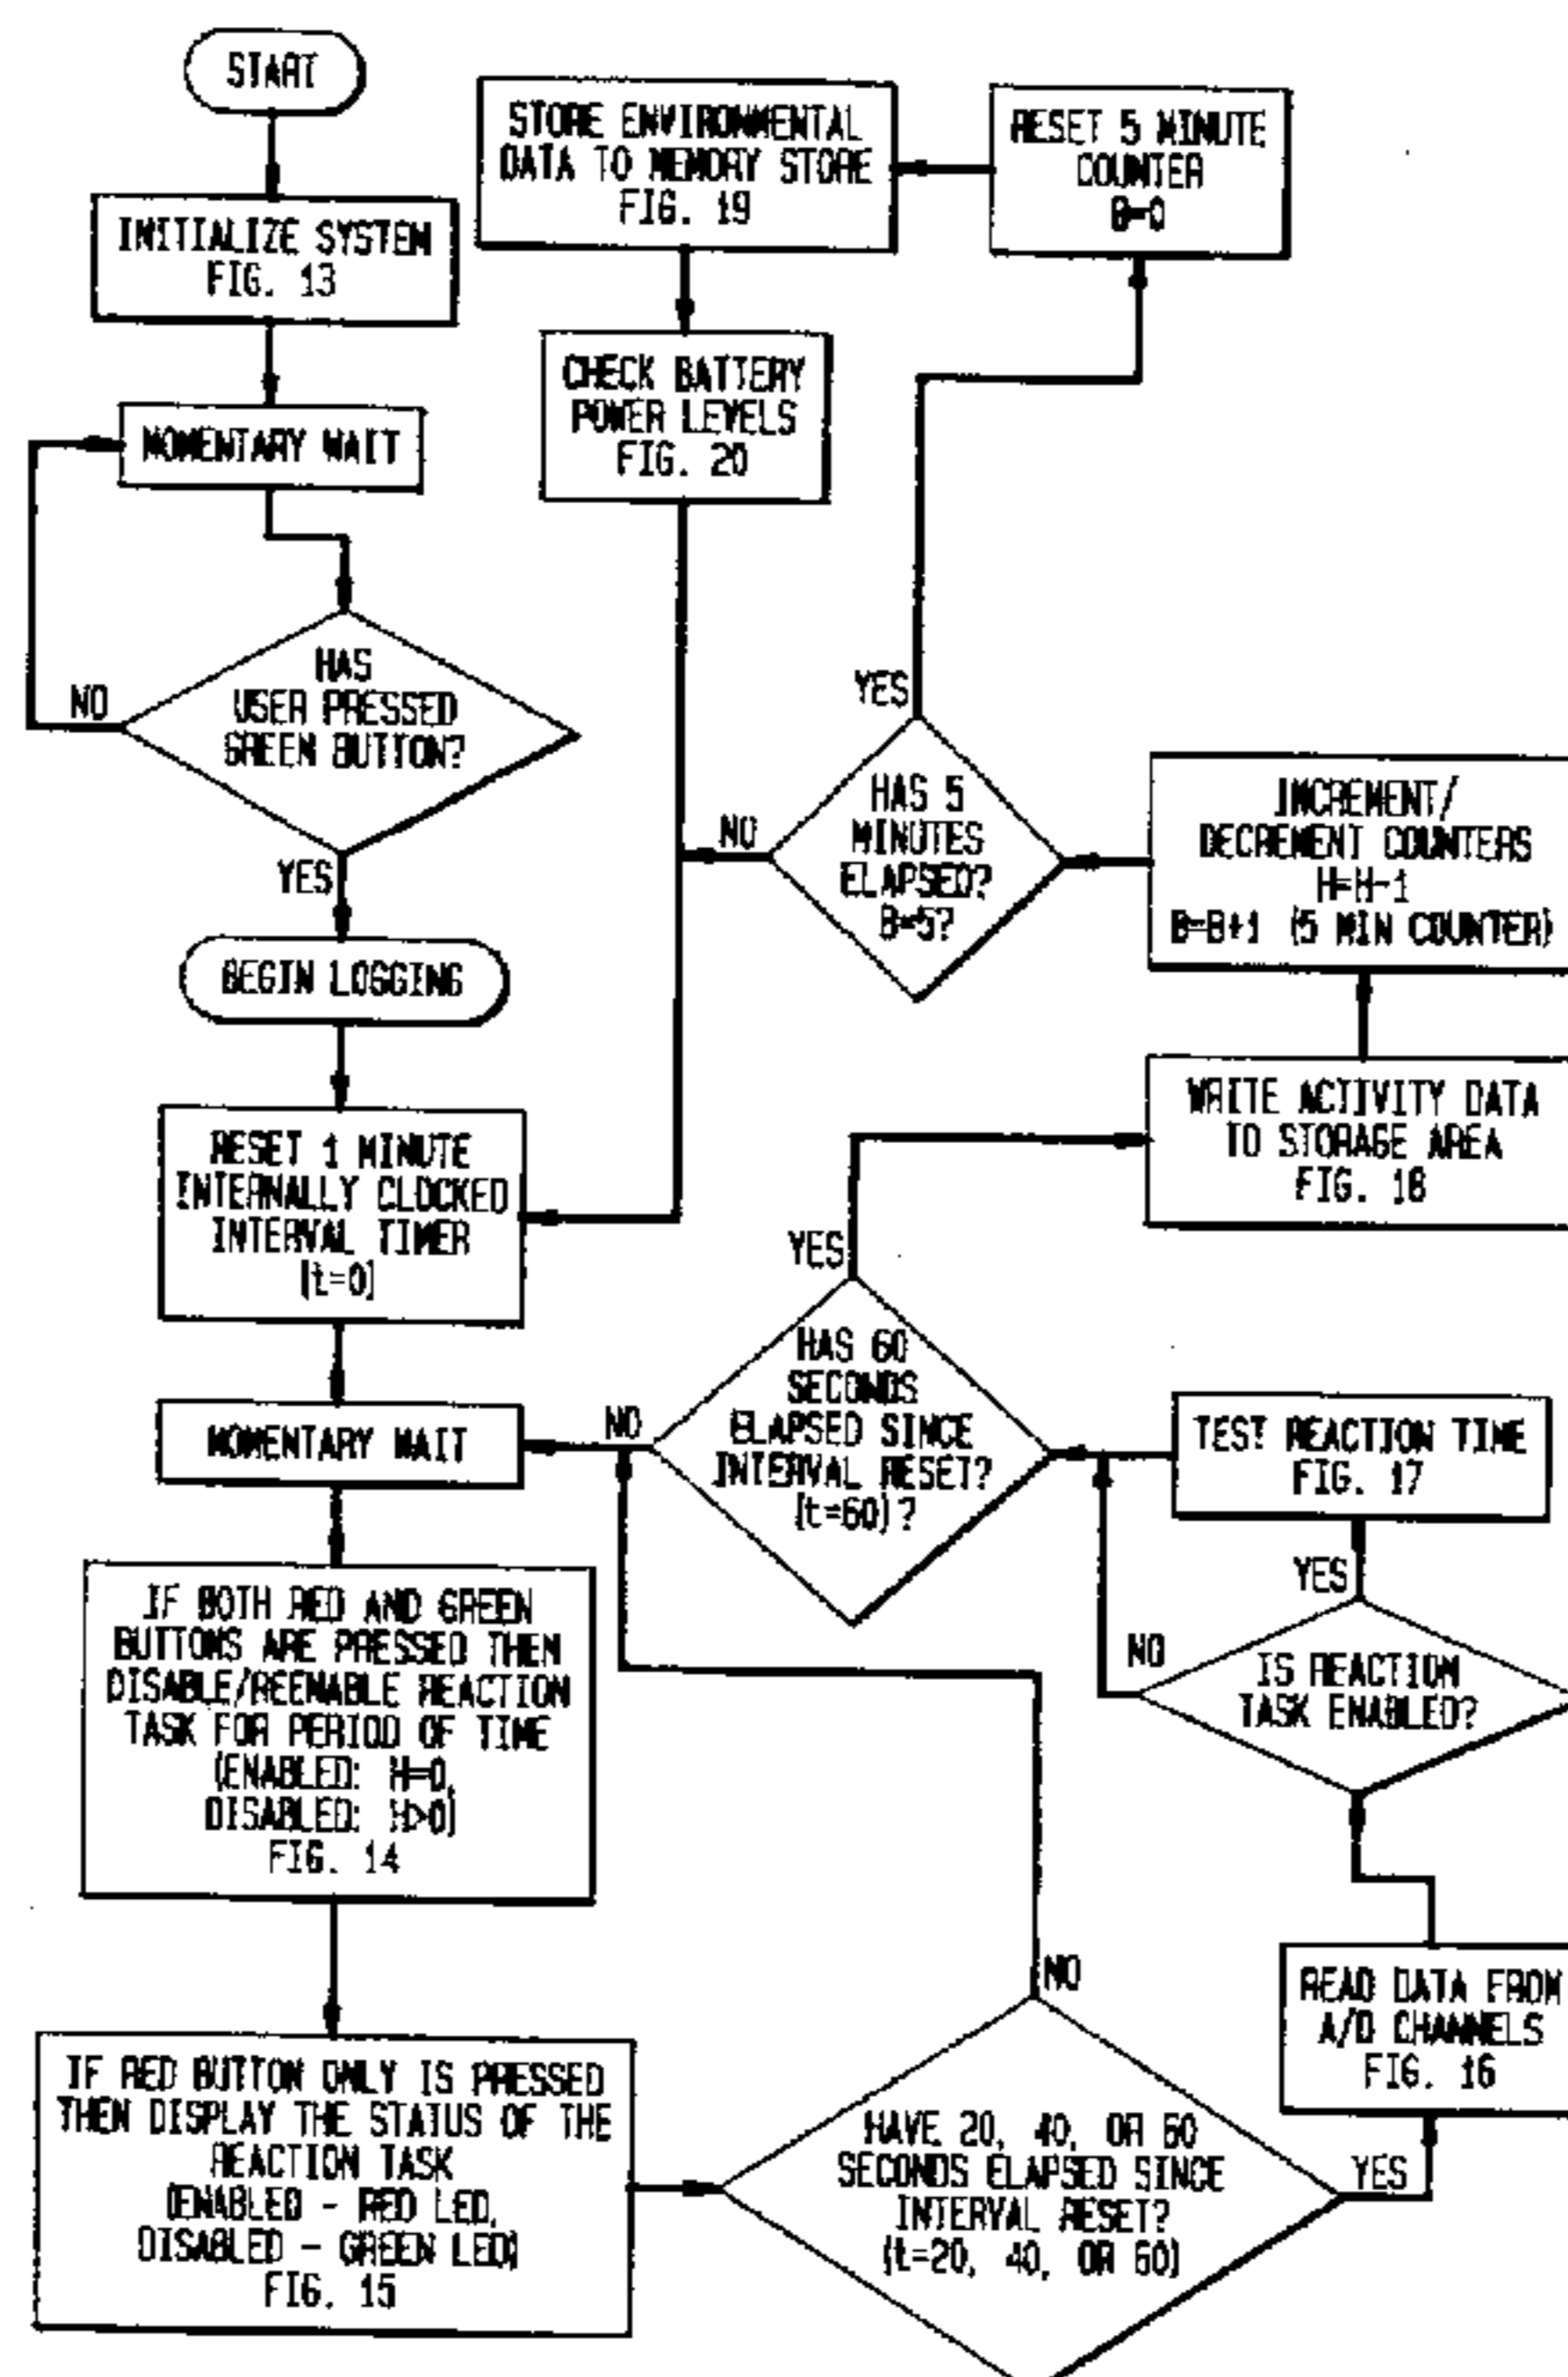 START
INITIALIZE SYSTEM
FIG. 13
MOMENTARY WAIT
HAS
USER PRESSED
GREEN BUTTON?
NO
YES
BEGIN LOGGING
RESET 1 MINUTE
INTERNALLY CLOCKED
INTERVAL TIMER
(t=0)
MOMENTARY WAIT
IF BOTH RED AND GREEN
BUTTONS ARE PRESSED THEN
DISABLE/REENABLE REACTION
TASK FOR PERIOD OF TIME
(ENABLED: H=0,
DISABLED: H>0)
FIG. 14
IF RED BUTTON ONLY IS PRESSED
THEN DISPLAY THE STATUS OF THE
REACTION TASK
(ENABLED - RED LED,
DISABLED - GREEN LED)
FIG. 15
HAVE 20, 40, OR 60
SECONDS ELAPSED SINCE
INTERVAL RESET?
(t=20, 40, OR 60)
NO
YES
READ DATA FROM
A/D CHANNELS
FIG. 16
IS REACTION
TASK ENABLED?
NO
YES
TEST REACTION TIME
FIG. 17
HAS 60
SECONDS
ELAPSED SINCE
INTERVAL RESET?
(t=60)?
NO
YES
WRITE ACTIVITY DATA
TO STORAGE AREA
FIG. 18
INCREMENT/
DECREMENT COUNTERS
H=H-1
B=B+1 (5 MIN COUNTER)
HAS 5
MINUTES
ELAPSED?
B=5?
NO
YES
RESET 5 MINUTE
COUNTER
B=0
STORE ENVIRONMENTAL
DATA TO MEMORY STORE
FIG. 19
CHECK BATTERY
POWER LEVELS
FIG. 20